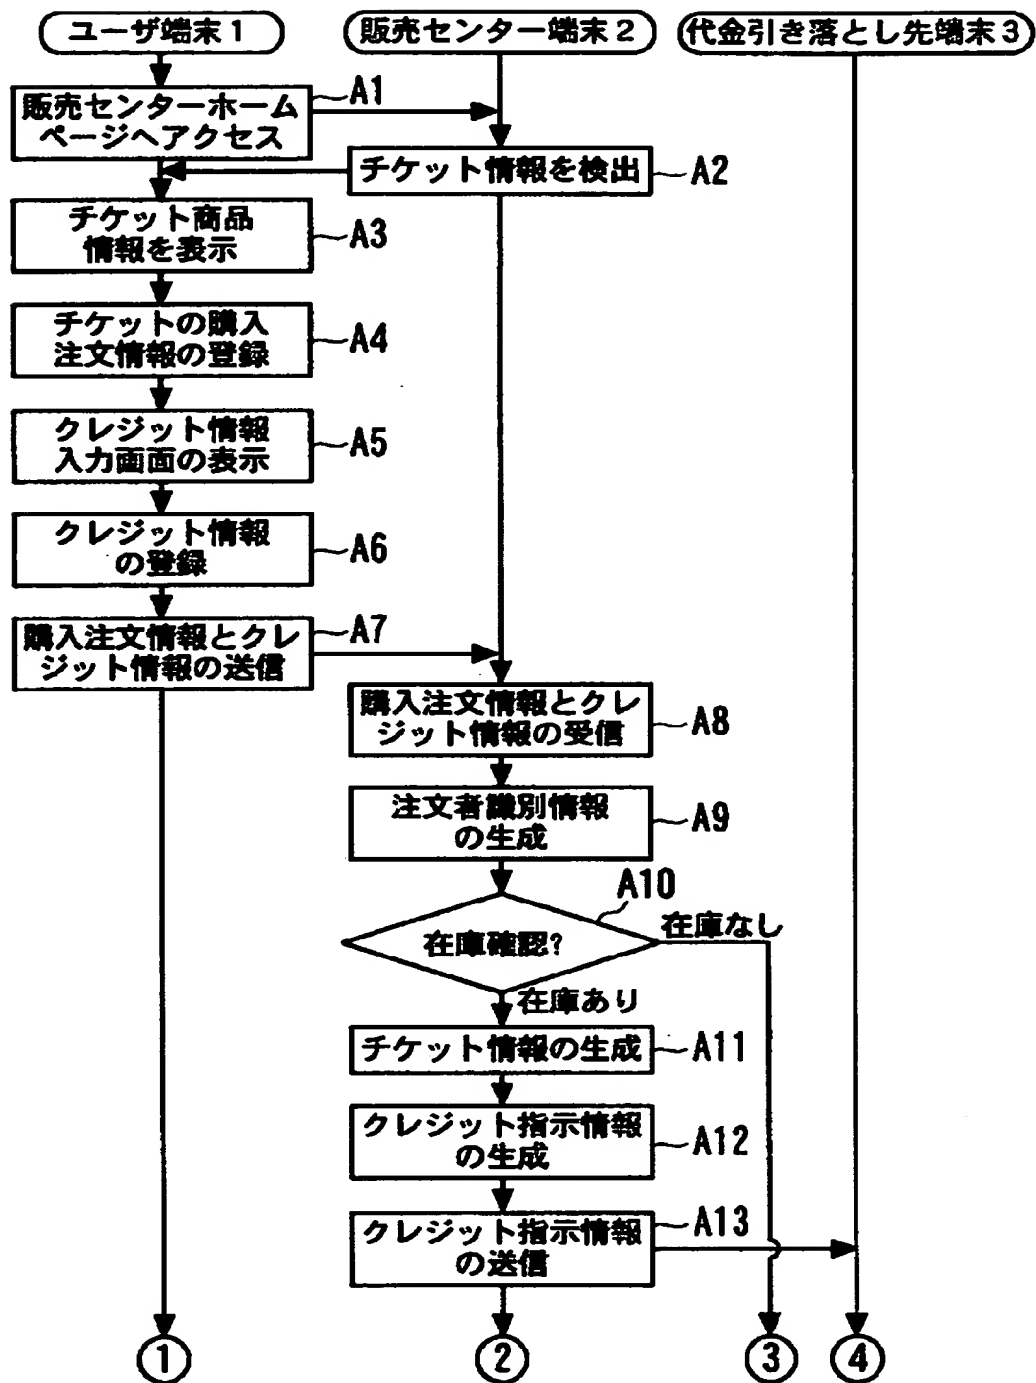 ユーザ端末1
販売センター端末2
代金引き落とし先端末3
販売センターホーム
ページへアクセス
A1
チケット情報を検出
A2
チケット商品
情報を表示
A3
チケットの購入
注文情報の登録
A4
クレジット情報
入力画面の表示
A5
クレジット情報
の登録
A6
購入注文情報とクレ
ジット情報の送信
A7
購入注文情報とクレ
ジット情報の受信
A8
注文者識別情報
の生成
A9
A10
在庫確認?
在庫なし
在庫あり
チケット情報の生成
A11
クレジット指示情報
の生成
A12
クレジット指示情報
の送信
A13
①
②
③
④